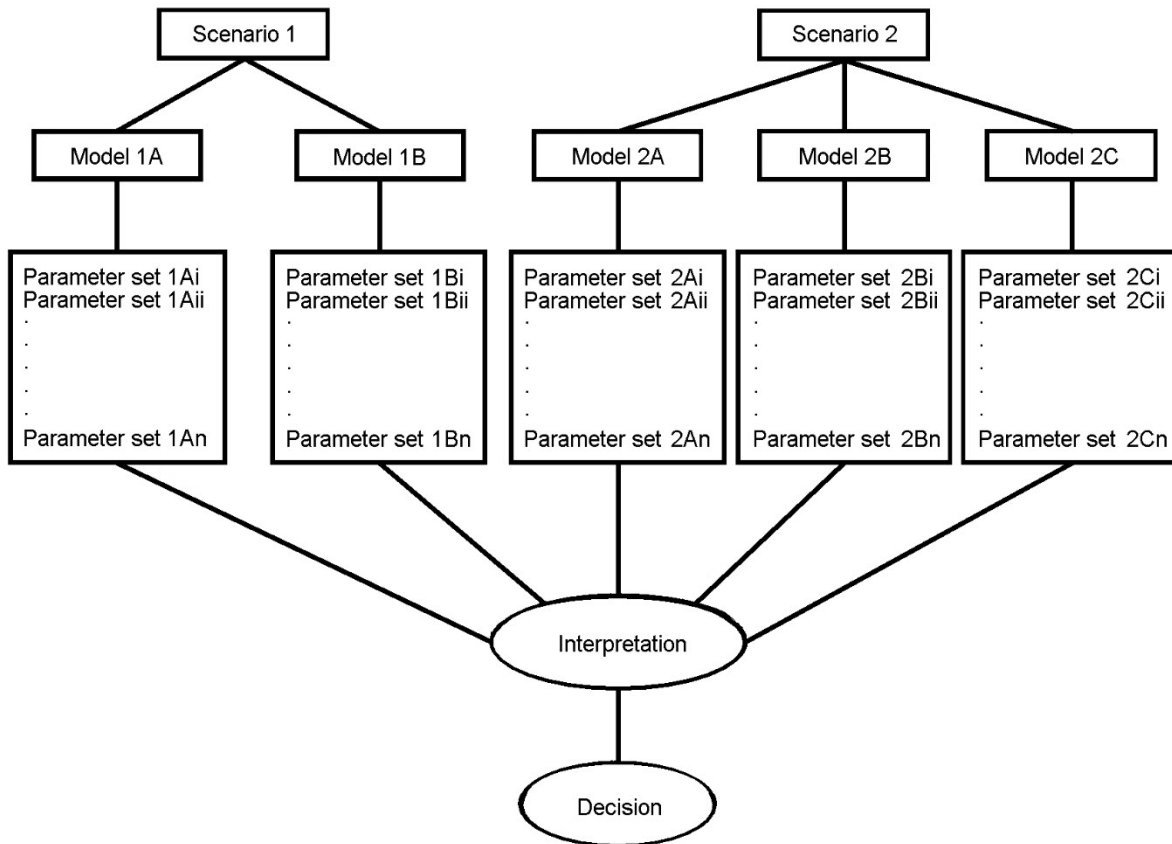 Scenario 1
Scenario 2
Model 1A
Model 1B
Model 2A
Model 2B
Model 2C
Parameter set 1Ai
Parameter set 1Aii
.
.
.
.
.
Parameter set 1An
Parameter set 1Bi
Parameter set 1Bii
.
.
.
.
.
Parameter set 1Bn
Parameter set 2Ai
Parameter set 2Aii
.
.
.
.
.
Parameter set 2An
Parameter set 2Bi
Parameter set 2Bii
.
.
.
.
.
Parameter set 2Bn
Parameter set 2Ci
Parameter set 2Cii
.
.
.
.
.
Parameter set 2Cn
Interpretation
Decision